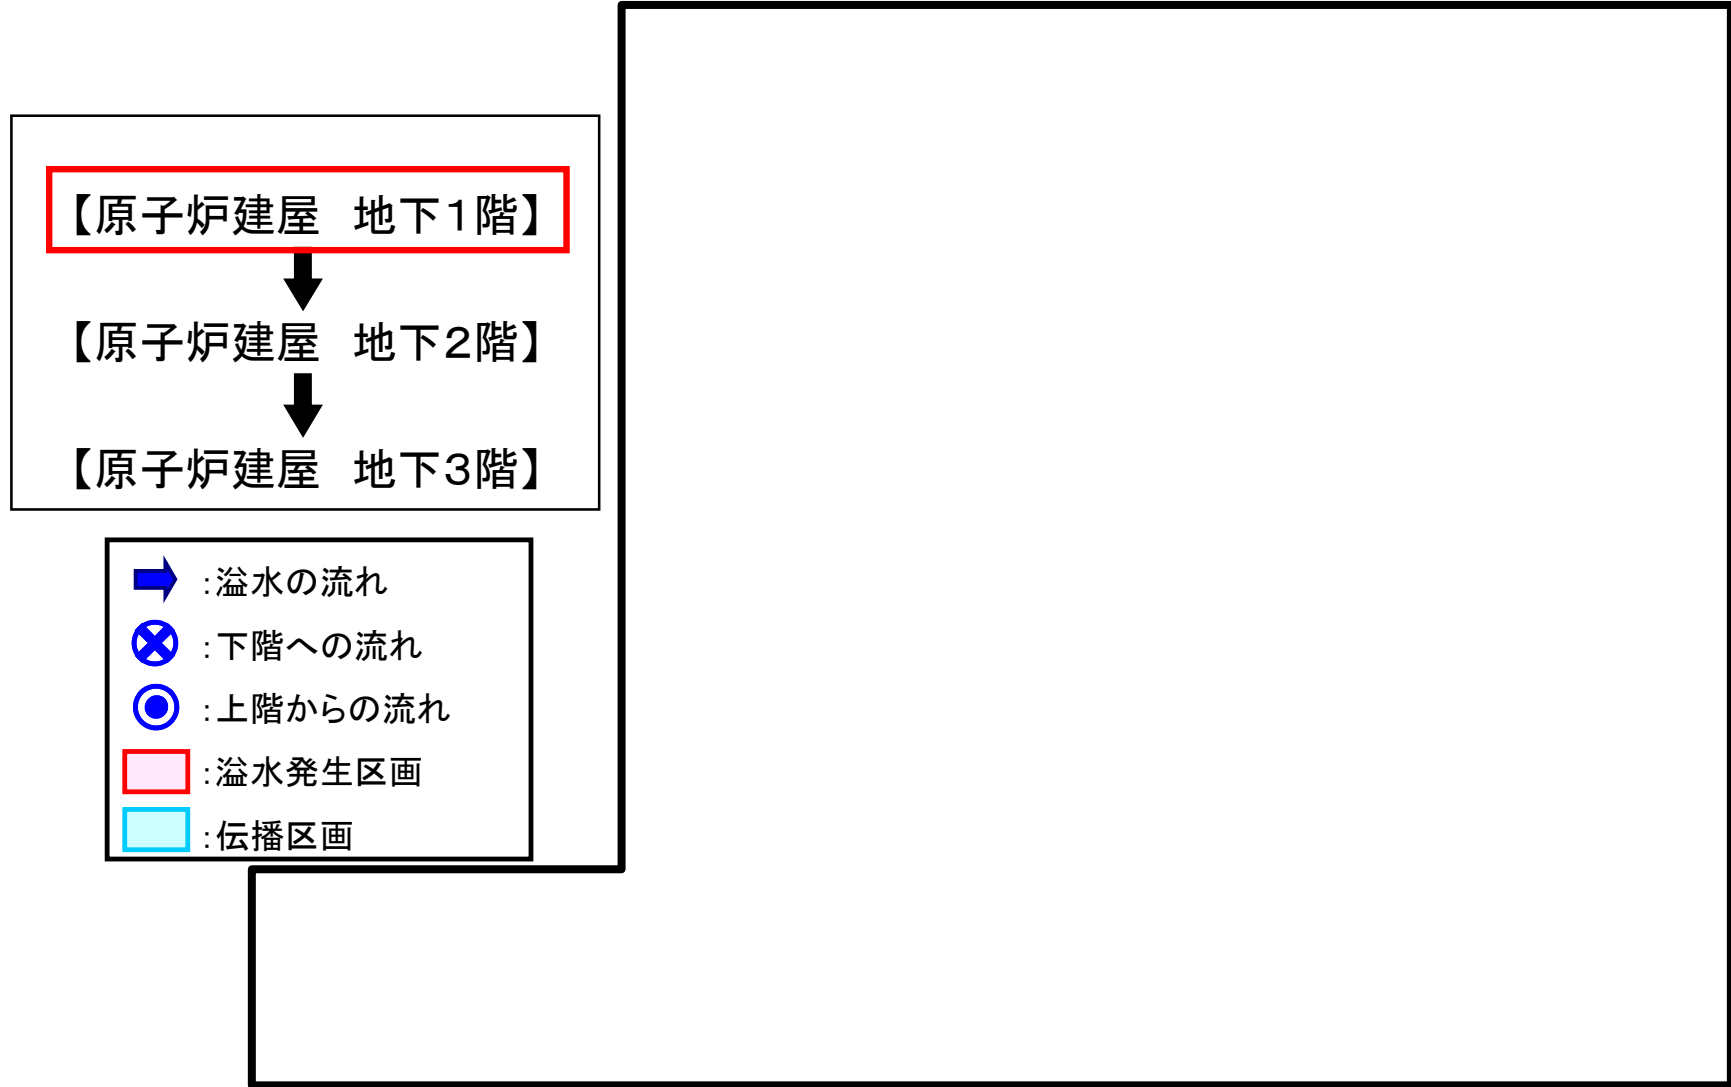 【原子炉建屋　地下1階】
【原子炉建屋　地下2階】
【原子炉建屋　地下3階】
：溢水の流れ
：下階への流れ
：上階からの流れ
：溢水発生区画
：伝播区画